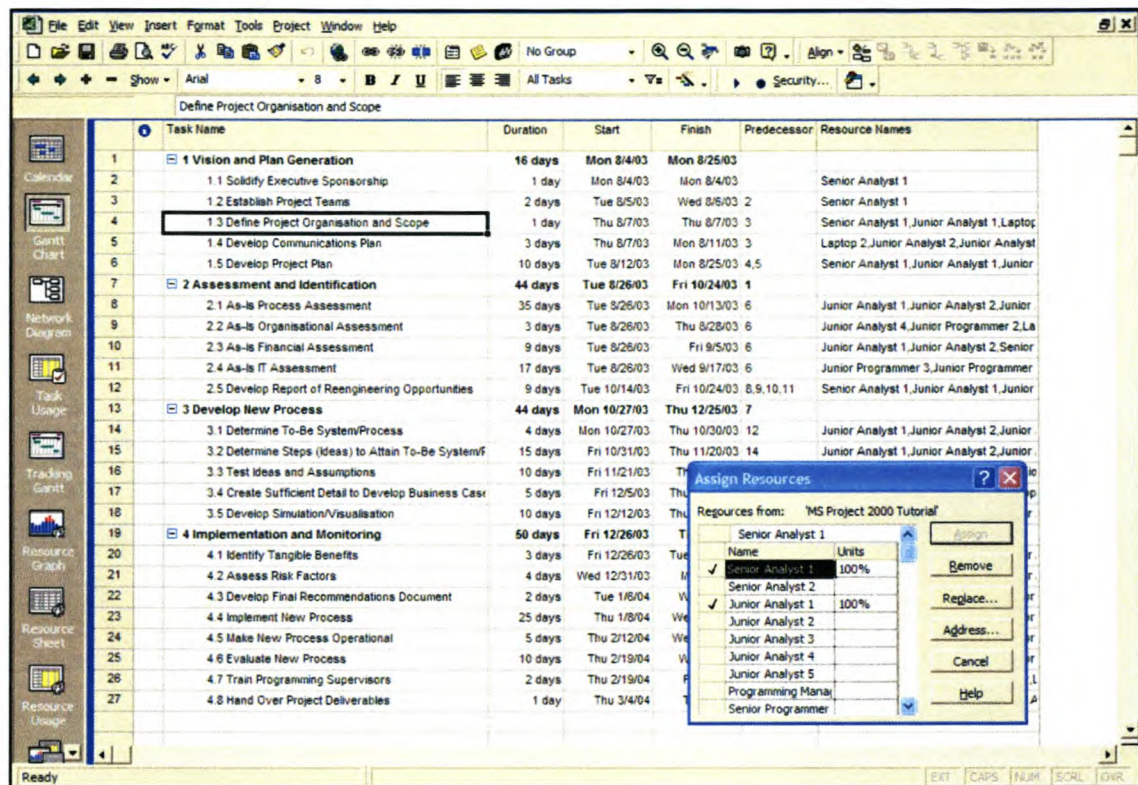 File Edit View Insert Format Tools Project Window Help
No Group Align
Show Arial 8 B I U All Tasks Security...
Define Project Organisation and Scope
Task Name Duration Start Finish Predecessor Resource Names
1 1 Vision and Plan Generation 16 days Mon 8/4/03 Mon 8/25/03
2 1.1 Solidify Executive Sponsorship 1 day Mon 8/4/03 Mon 8/4/03 Senior Analyst 1
3 1.2 Establish Project Teams 2 days Tue 8/5/03 Wed 8/6/03 2 Senior Analyst 1
4 1.3 Define Project Organisation and Scope 1 day Thu 8/7/03 Thu 8/7/03 3 Senior Analyst 1,Junior Analyst 1,Laptop
5 1.4 Develop Communications Plan 3 days Thu 8/7/03 Mon 8/11/03 3 Laptop 2,Junior Analyst 2,Junior Analyst
6 1.5 Develop Project Plan 10 days Tue 8/12/03 Mon 8/25/03 4,5 Senior Analyst 1,Junior Analyst 1,Junior
7 2 Assessment and Identification 44 days Tue 8/26/03 Fri 10/24/03 1
8 2.1 As-Is Process Assessment 35 days Tue 8/26/03 Mon 10/13/03 6 Junior Analyst 1,Junior Analyst 2,Junior
9 2.2 As-Is Organisational Assessment 3 days Tue 8/26/03 Thu 8/28/03 6 Junior Analyst 4,Junior Programmer 2,La
10 2.3 As-Is Financial Assessment 9 days Tue 8/26/03 Fri 9/5/03 6 Junior Analyst 1,Junior Analyst 2,Senior
11 2.4 As-Is IT Assessment 17 days Tue 8/26/03 Wed 9/17/03 6 Junior Programmer 3,Junior Programmer
12 2.5 Develop Report of Reengineering Opportunities 9 days Tue 10/14/03 Fri 10/24/03 8,9,10,11 Senior Analyst 1,Junior Analyst 1,Junior
13 3 Develop New Process 44 days Mon 10/27/03 Thu 12/25/03 7
14 3.1 Determine To-Be System/Process 4 days Mon 10/27/03 Thu 10/30/03 12 Junior Analyst 1,Junior Analyst 2,Junior
15 3.2 Determine Steps (Ideas) to Attain To-Be System/F 15 days Fri 10/31/03 Thu 11/20/03 14 Junior Analyst 1,Junior Analyst 2,Junior
16 3.3 Test Ideas and Assumptions 10 days Fri 11/21/03 Th
17 3.4 Create Sufficient Detail to Develop Business Case 5 days Fri 12/5/03 Thu
18 3.5 Develop Simulation/Visualisation 10 days Fri 12/12/03 Thu
19 4 Implementation and Monitoring 50 days Fri 12/26/03 T
20 4.1 Identify Tangible Benefits 3 days Fri 12/26/03 Tue
21 4.2 Assess Risk Factors 4 days Wed 12/31/03 M
22 4.3 Develop Final Recommendations Document 2 days Tue 1/6/04 W
23 4.4 Implement New Process 25 days Thu 1/8/04 We
24 4.5 Make New Process Operational 5 days Thu 2/12/04 We
25 4.6 Evaluate New Process 10 days Thu 2/19/04 W
26 4.7 Train Programming Supervisors 2 days Thu 2/19/04 F
27 4.8 Hand Over Project Deliverables 1 day Thu 3/4/04 T
Calendar
Gantt
Chart
Network
Diagram
Task
Usage
Tracking
Gantt
Resource
Graph
Resource
Sheet
Resource
Usage
Assign Resources
Resources from: 'MS Project 2000 Tutorial'
Senior Analyst 1
Name Units
Senior Analyst 1 100%
Senior Analyst 2
Junior Analyst 1 100%
Junior Analyst 2
Junior Analyst 3
Junior Analyst 4
Junior Analyst 5
Programming Manag
Senior Programmer
Assign
Remove
Replace...
Address...
Cancel
Help
Ready EXT CAPS NUM SCRL OVR